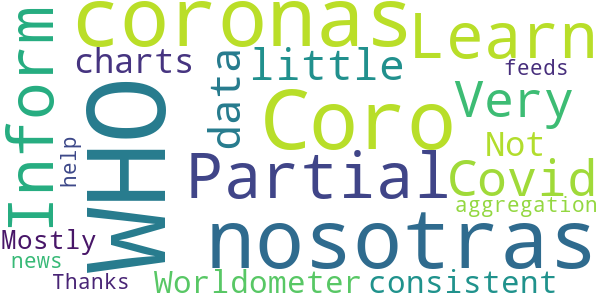 coronas
Learn
Inform
WHO
charts
data
little
feeds
Coro
Very
help
Partial
Not
Covid
aggregation
nosotras
Mostly
news
Thanks
Worldometer
consistent